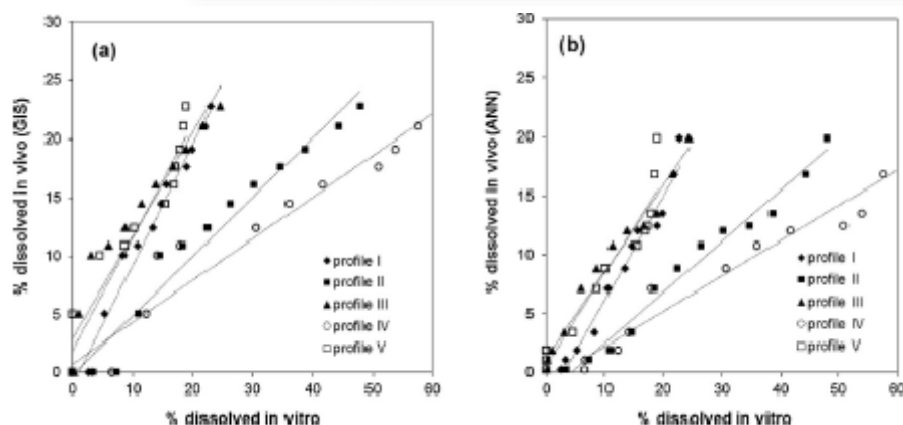 (a)
30
25
20
15
10
5
0
% dissolved in vivo (GIS)
profile I
profile II
profile III
profile IV
profile V
0 10 20 30 40 50 60
% dissolved in vitro
(b)
30
25
20
15
10
5
0
% dissolved in vivo (ANN)
profile I
profile II
profile III
profile IV
profile V
0 10 20 30 40 50 60
% dissolved in vitro